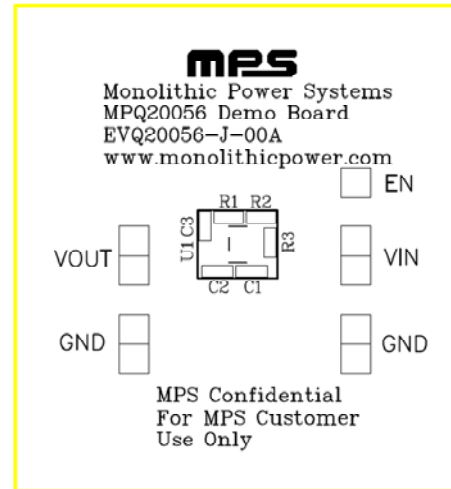 mps
Monolithic Power Systems
MPQ20056 Demo Board
EVQ20056-J-00A
www.monolithicpower.com
EN
R1 R2
C3
U1
R3
VOUT
VIN
C2 C1
GND
GND
MPS Confidential
For MPS Customer
Use Only